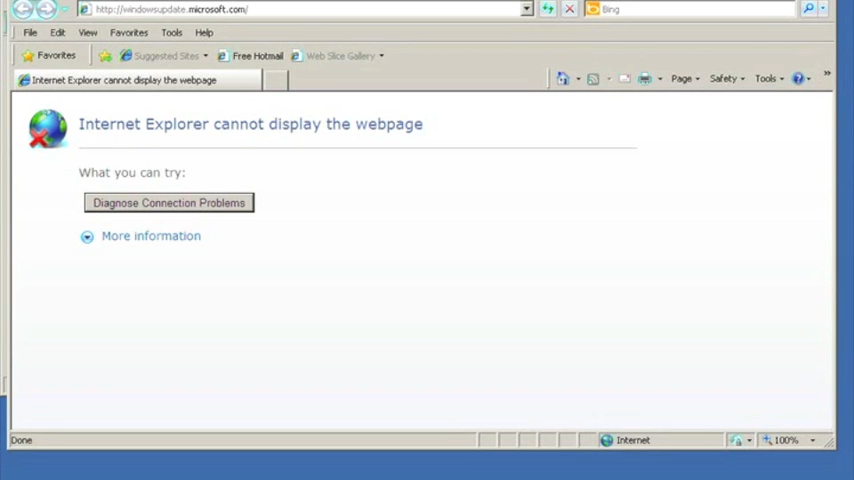 http://windowsupdate.microsoft.com/ Bing
File Edit View Favorites Tools Help
Favorites Suggested Sites Free Hotmail Web Slice Gallery
Internet Explorer cannot display the webpage Page Safety Tools »
Internet Explorer cannot display the webpage
What you can try:
Diagnose Connection Problems
More information
Done Internet 100%